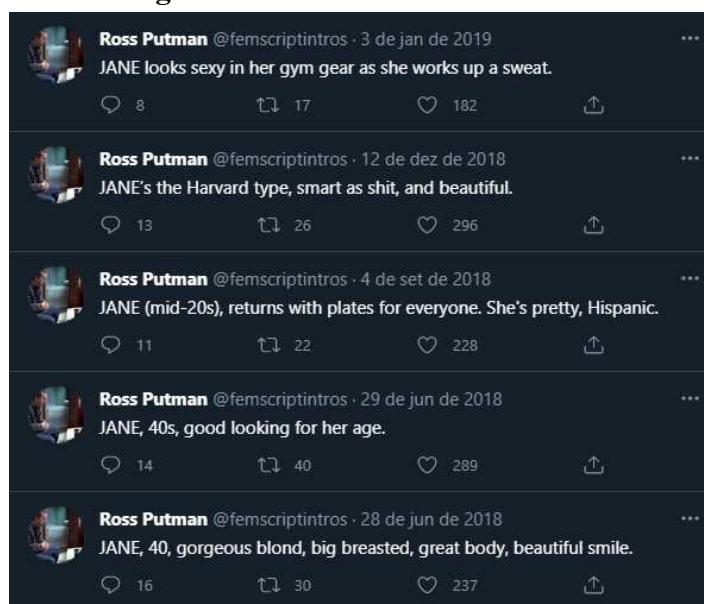 Ross Putman @femscriptintros · 3 de jan de 2019
JANE looks sexy in her gym gear as she works up a sweat.
8 17 182
Ross Putman @femscriptintros · 12 de dez de 2018
JANE's the Harvard type, smart as shit, and beautiful.
13 26 296
Ross Putman @femscriptintros · 4 de set de 2018
JANE (mid-20s), returns with plates for everyone. She's pretty, Hispanic.
11 22 228
Ross Putman @femscriptintros · 29 de jun de 2018
JANE, 40s, good looking for her age.
14 40 289
Ross Putman @femscriptintros · 28 de jun de 2018
JANE, 40, gorgeous blond, big breasted, great body, beautiful smile.
16 30 237